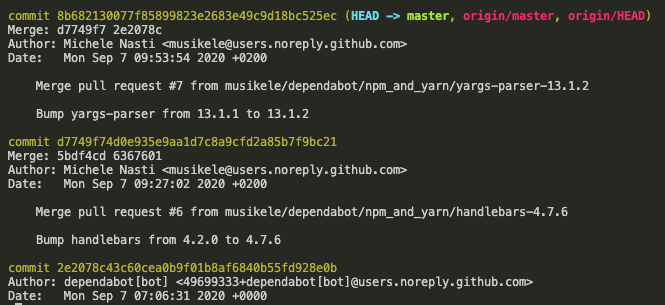 commit 8b682130077f85899823e2683e49c9d18bc525ec (HEAD -> master, origin/master, origin/HEAD)
Merge: d7749f7 2e2078c
Author: Michele Nasti <musikele@users.noreply.github.com>
Date:   Mon Sep 7 09:53:54 2020 +0200
    Merge pull request #7 from musikele/dependabot/npm_and_yarn/yargs-parser-13.1.2
    Bump yargs-parser from 13.1.1 to 13.1.2
commit d7749f74d0e935e9aa1d7c8a9cfd2a85b7f9bc21
Merge: 5bdf4cd 6367601
Author: Michele Nasti <musikele@users.noreply.github.com>
Date:   Mon Sep 7 09:27:02 2020 +0200
    Merge pull request #6 from musikele/dependabot/npm_and_yarn/handlebars-4.7.6
    Bump handlebars from 4.2.0 to 4.7.6
commit 2e2078c43c60cea0b9f01b8af6840b55fd928e0b
Author: dependabot[bot] <49699333+dependabot[bot]@users.noreply.github.com>
Date:   Mon Sep 7 07:06:31 2020 +0000